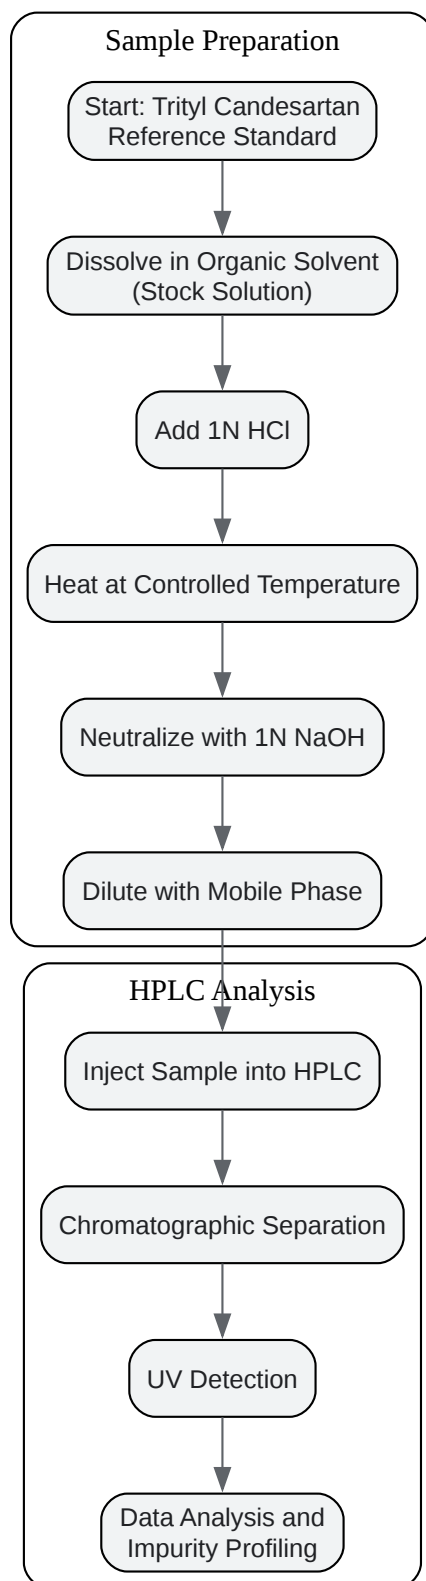 Sample Preparation
Start: Trityl Candesartan
Reference Standard
Dissolve in Organic Solvent
(Stock Solution)
Add 1N HCl
Heat at Controlled Temperature
Neutralize with 1N NaOH
Dilute with Mobile Phase
HPLC Analysis
Inject Sample into HPLC
Chromatographic Separation
UV Detection
Data Analysis and
Impurity Profiling